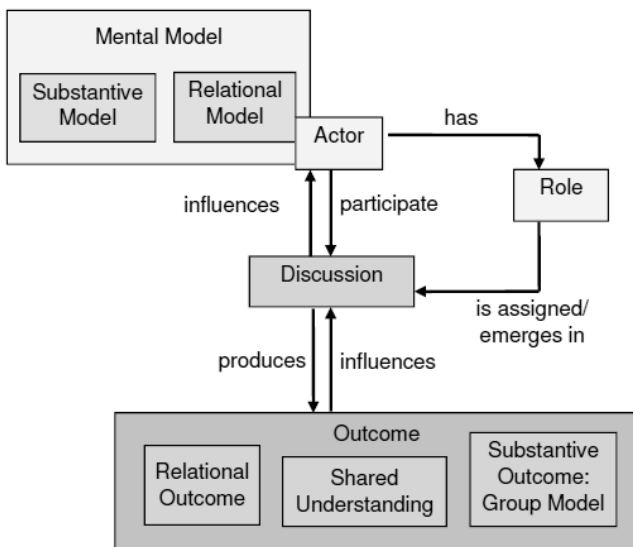 Mental Model
Substantive
Model
Relational
Model
Actor
has
Role
influences
participate
Discussion
is assigned/
emerges in
produces
influences
Outcome
Relational
Outcome
Shared
Understanding
Substantive
Outcome:
Group Model